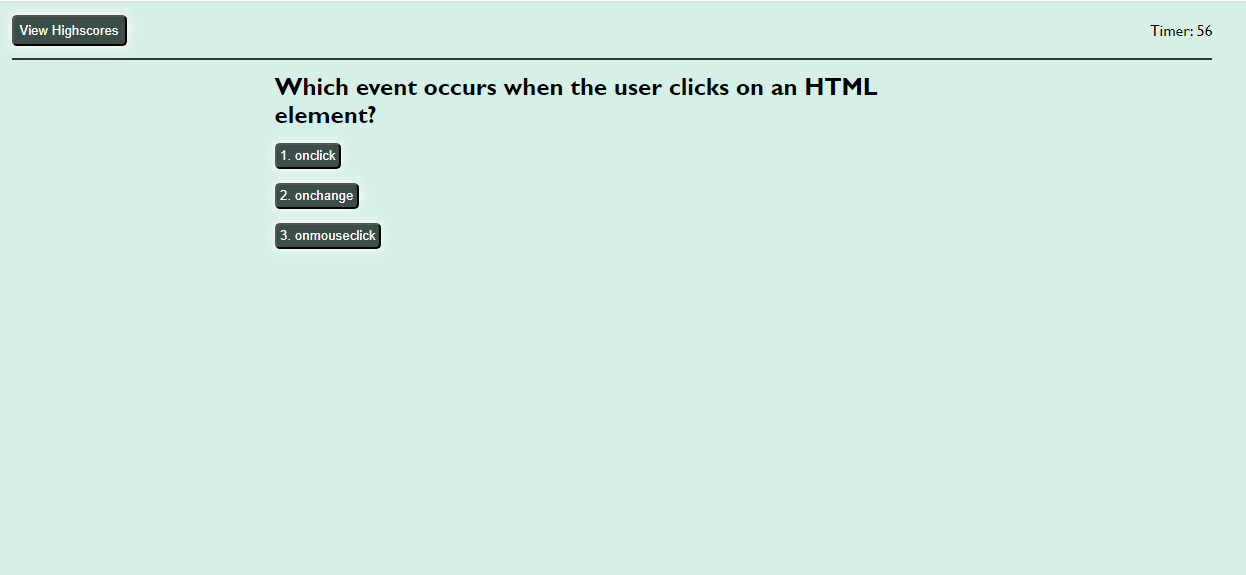 View Highscores
Timer: 56
Which event occurs when the user clicks on an HTML
element?
1. onclick
2. onchange
3. onmouseclick